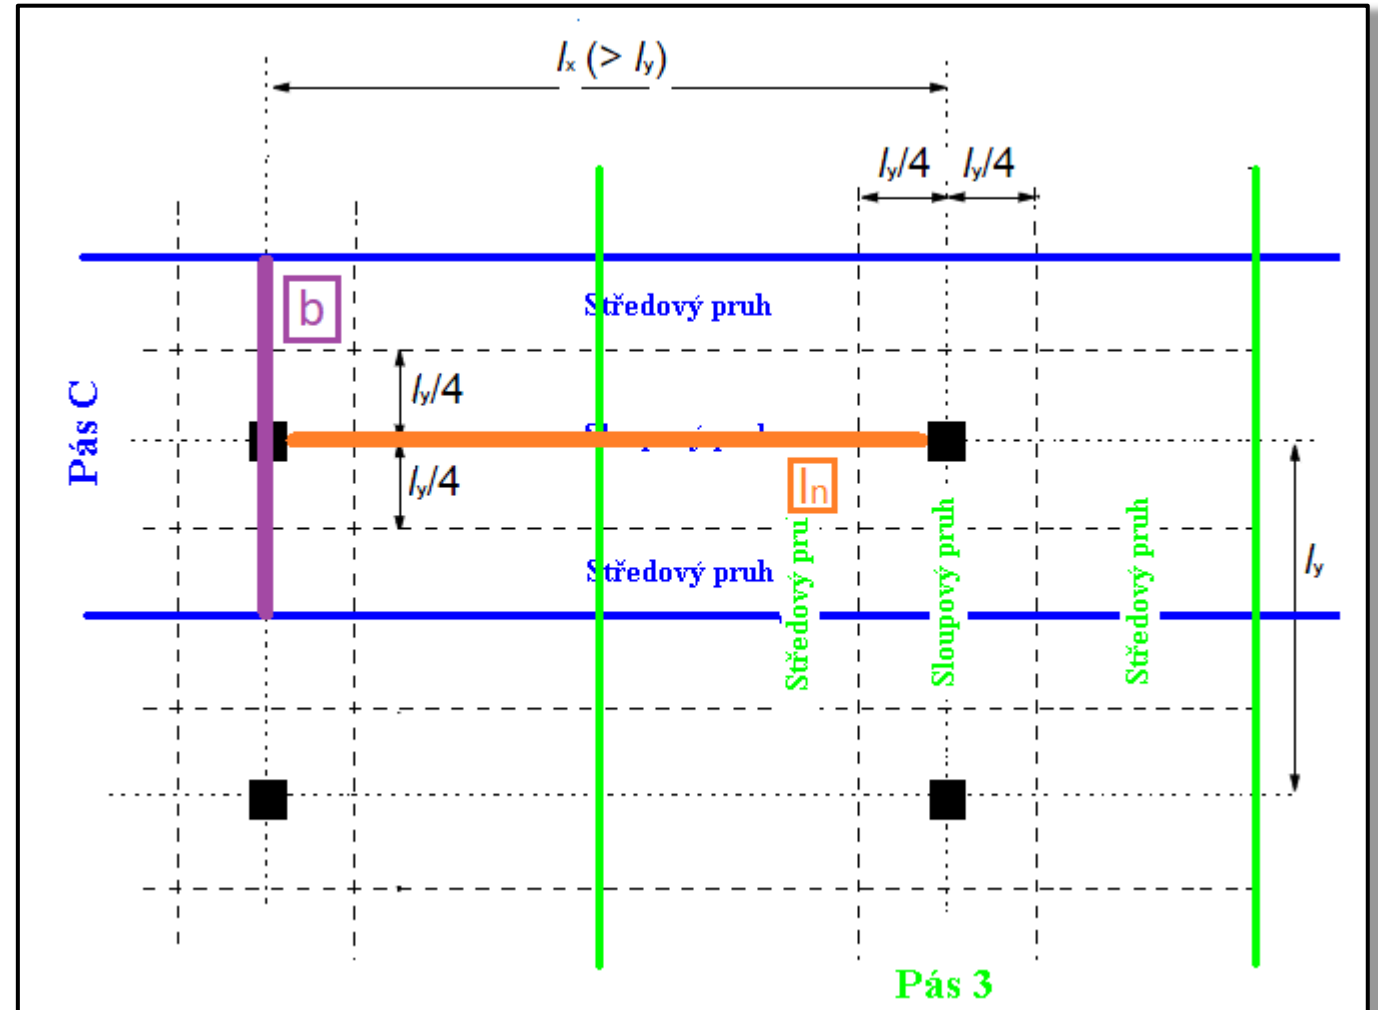 lx (> ly)
ly/4 ly/4
Středový pruh
b
ly/4
Pás C
ly/4
ln
Středový pru
Sloupový pruh
Středový pruh
ly
Středový pruh
Pás 3